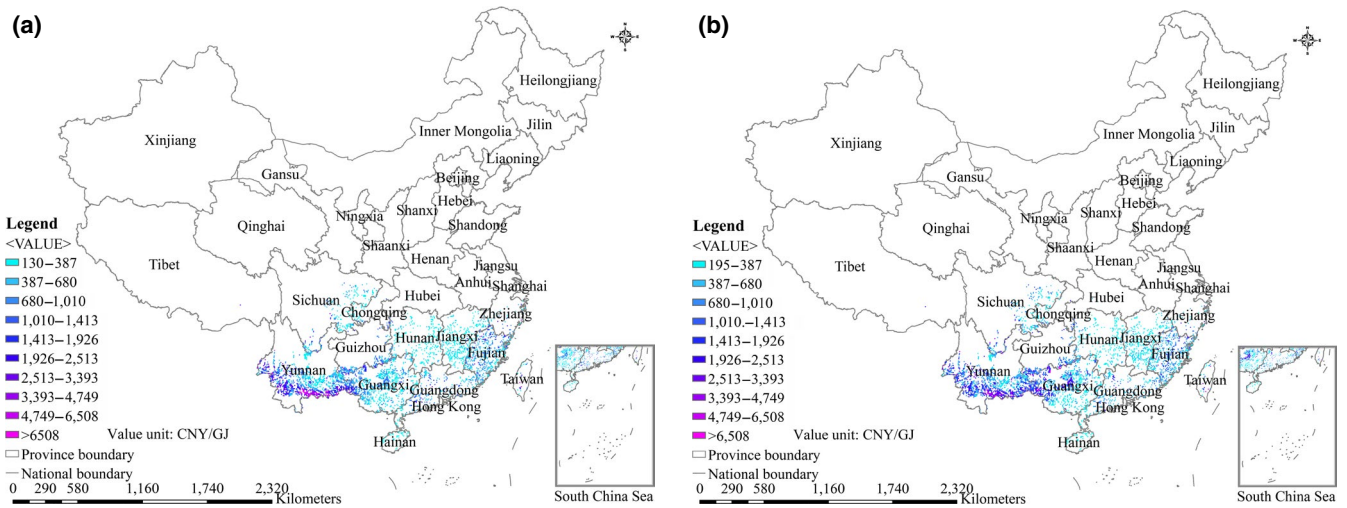 (a)
N
W E
S
Heilongjiang
Jilin
Inner Mongolia
Xinjiang
Liaoning
Beijing
Gansu
Hebei
Shanxi
Ningxia
Shandong
Qinghai
Shaanxi
Henan
Jiangsu
Tibet
Anhui
Shanghai
Hubei
Sichuan
Chongqing
Zhejiang
Hunan
Jiangxi
Guizhou
Fujian
Yunnan
Guangxi
Guangdong
Taiwan
Hong Kong
Hainan
Legend
<VALUE>
130–387
387–680
680–1,010
1,010–1,413
1,413–1,926
1,926–2,513
2,513–3,393
3,393–4,749
4,749–6,508
>6508
Value unit: CNY/GJ
Province boundary
National boundary
0 290 580 1,160 1,740 2,320
Kilometers
South China Sea
(b)
N
W E
S
Heilongjiang
Jilin
Inner Mongolia
Xinjiang
Liaoning
Beijing
Gansu
Hebei
Shanxi
Ningxia
Shandong
Qinghai
Shaanxi
Henan
Jiangsu
Tibet
Anhui
Shanghai
Hubei
Sichuan
Chongqing
Zhejiang
Hunan
Jiangxi
Guizhou
Fujian
Yunnan
Guangxi
Guangdong
Taiwan
Hong Kong
Hainan
Legend
<VALUE>
195–387
387–680
680–1,010
1,010.–1,413
1,413–1,926
1,926–2,513
2,513–3,393
3,393–4,749
4,749–6,508
>6,508
Value unit: CNY/GJ
Province boundary
National boundary
0 290 580 1,160 1,740 2,320
Kilometers
South China Sea